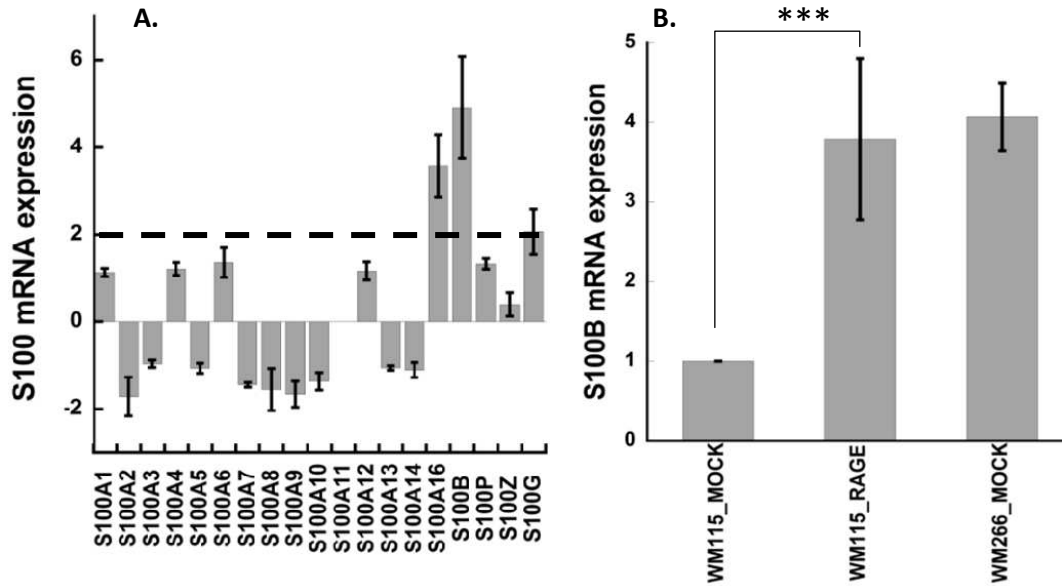 A.
S100 mRNA expression
6
4
2
0
-2
S100A1
S100A2
S100A3
S100A4
S100A5
S100A6
S100A7
S100A8
S100A9
S100A10
S100A11
S100A12
S100A13
S100A14
S100A16
S100B
S100P
S100Z
S100G
B.
***
S100B mRNA expression
5
4
3
2
1
0
WM115_MOCK
WM115_RAGE
WM266_MOCK